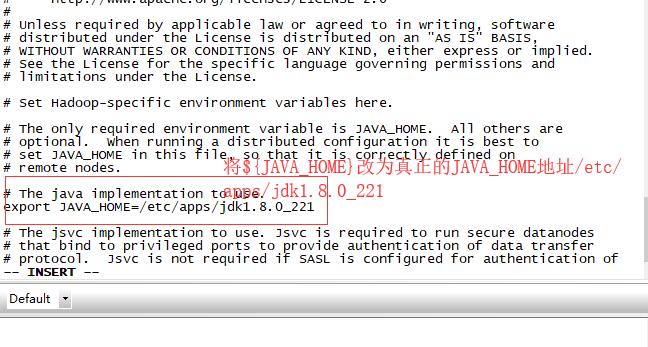 #     http://www.apache.org/licenses/LICENSE-2.0
#
# Unless required by applicable law or agreed to in writing, software
# distributed under the License is distributed on an "AS IS" BASIS,
# WITHOUT WARRANTIES OR CONDITIONS OF ANY KIND, either express or implied.
# See the License for the specific language governing permissions and
# limitations under the License.
# Set Hadoop-specific environment variables here.
# The only required environment variable is JAVA_HOME.  All others are
# optional.  When running a distributed configuration it is best to
# set JAVA_HOME in this file, so that it is correctly defined on
# remote nodes.
将${JAVA_HOME}改为真正的JAVA_HOME地址/etc/
apps/jdk1.8.0_221
# The java implementation to use.
export JAVA_HOME=/etc/apps/jdk1.8.0_221
# The jsvc implementation to use. Jsvc is required to run secure datanodes
# that bind to privileged ports to provide authentication of data transfer
# protocol.  Jsvc is not required if SASL is configured for authentication of
-- INSERT --
Default